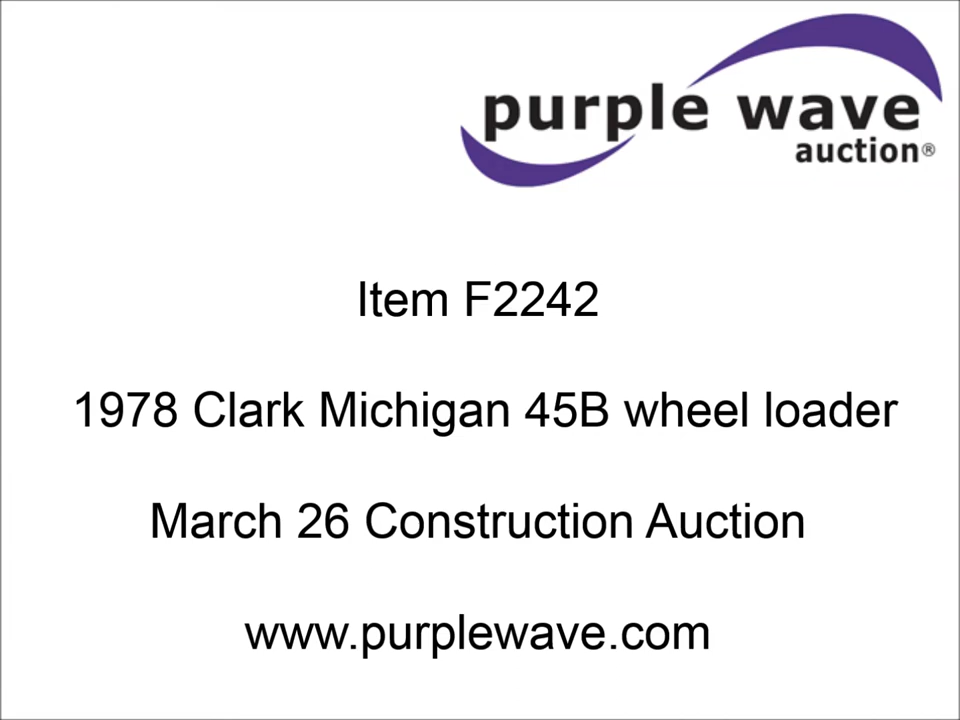 purple wave
auction®
Item F2242
1978 Clark Michigan 45B wheel loader
March 26 Construction Auction
www.purplewave.com